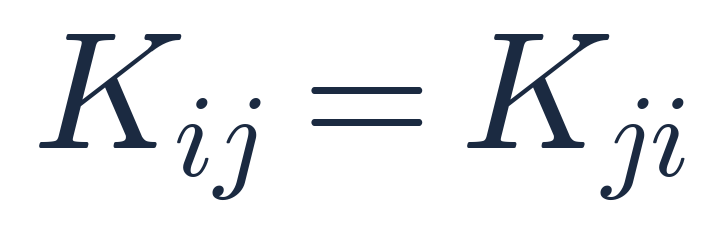 K_{ij} = K_{ji}